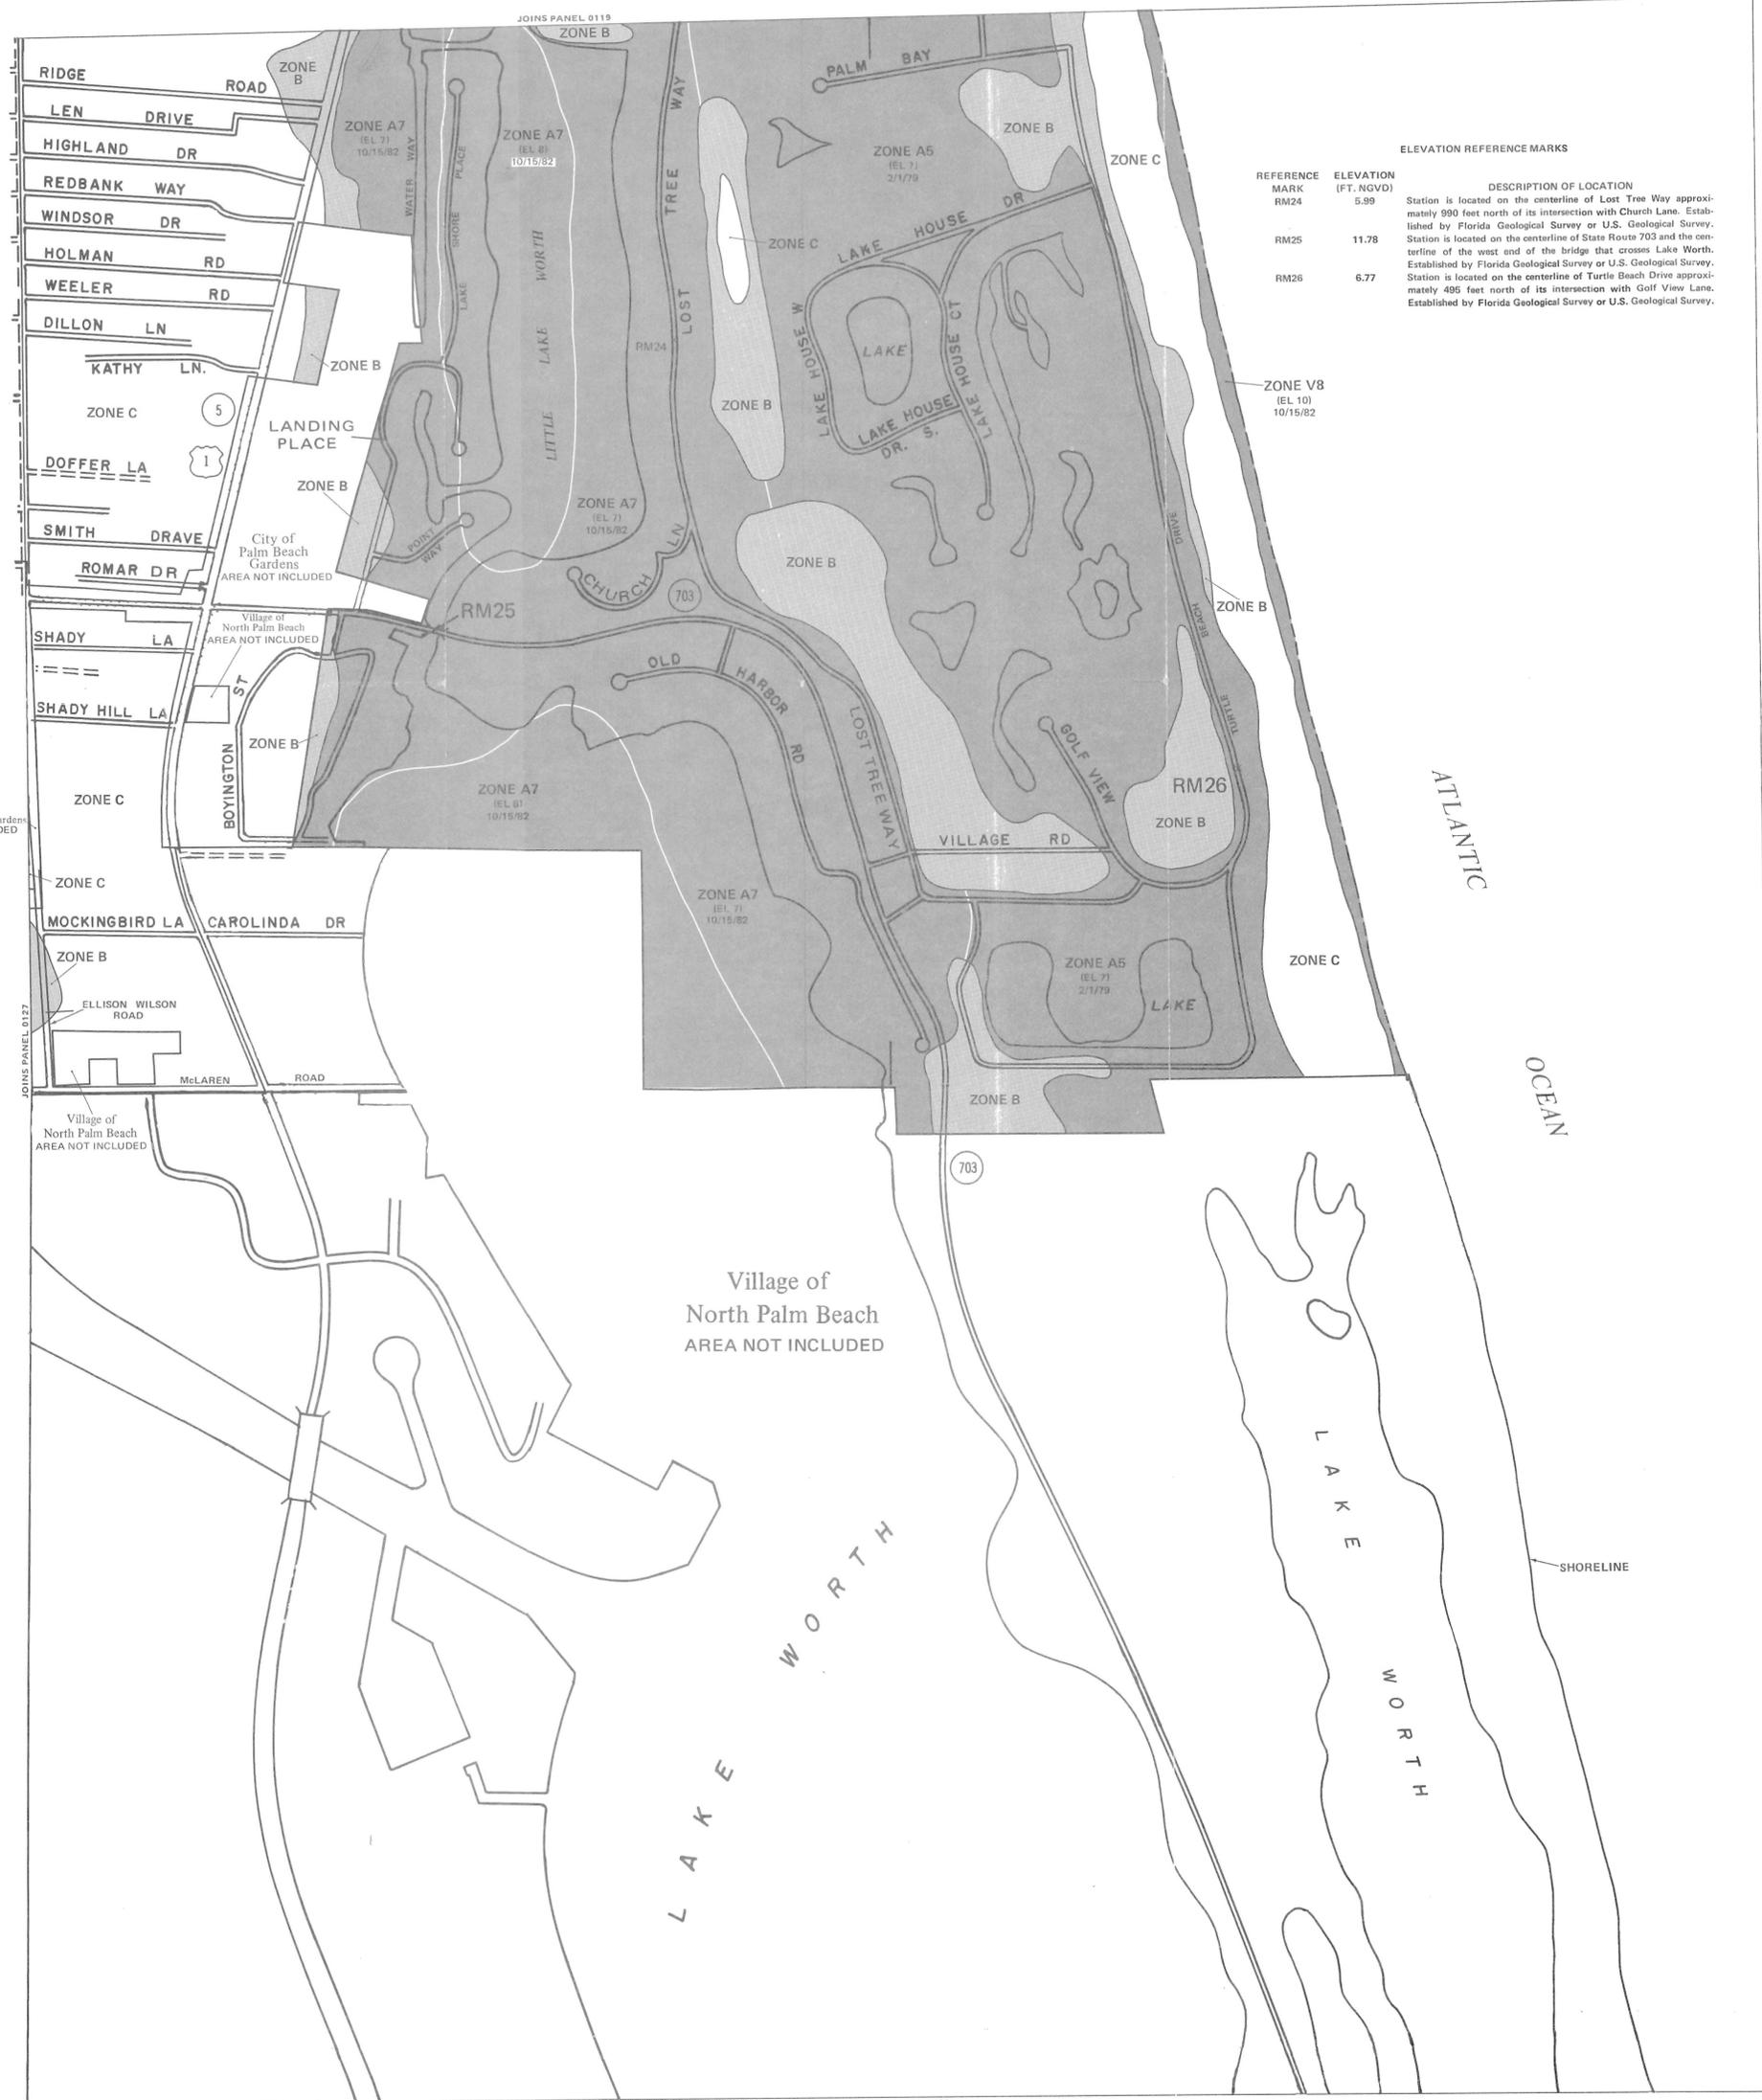 JOINS PANEL 0119
ZONE B
ZONE
B
RIDGE ROAD
LEN DRIVE
HIGHLAND DR
REDBANK WAY
WINDSOR DR
HOLMAN RD
WEELER RD
DILLON LN
KATHY LN.
ZONE C
5
1
DOFFER LA
SMITH DRAVE
ROMAR DR
ZONE A7
(EL 7)
10/15/82
WATER WAY
LAKE SHORE PLACE
ZONE A7
(EL 8)
10/15/82
LITTLE LAKE WORTH
LOST TREE WAY
RM24
PALM BAY
ZONE B
ZONE A5
(EL 7)
2/1/79
ZONE C
ZONE C
LAKE HOUSE DR
LAKE HOUSE W
LAKE
LAKE HOUSE CT
LAKE HOUSE
DR. S.
LAKE
ZONE B
ELEVATION REFERENCE MARKS
REFERENCE MARK ELEVATION (FT. NGVD) DESCRIPTION OF LOCATION
RM24 5.99 Station is located on the centerline of Lost Tree Way approxi-
mately 990 feet north of its intersection with Church Lane. Estab-
lished by Florida Geological Survey or U.S. Geological Survey.
RM25 11.78 Station is located on the centerline of State Route 703 and the cen-
terline of the west end of the bridge that crosses Lake Worth.
Established by Florida Geological Survey or U.S. Geological Survey.
RM26 6.77 Station is located on the centerline of Turtle Beach Drive approxi-
mately 495 feet north of its intersection with Golf View Lane.
Established by Florida Geological Survey or U.S. Geological Survey.
ZONE V8
(EL 10)
10/15/82
ZONE B
LANDING
PLACE
ZONE B
City of
Palm Beach
Gardens
AREA NOT INCLUDED
POINT
WAY
ZONE A7
(EL 7)
10/15/82
CHURCH LN
703
RM25
ZONE B
ZONE B
TURTLE BEACH DRIVE
Village of
North Palm Beach
AREA NOT INCLUDED
SHADY LA
SHADY HILL LA
BOYINGTON ST
ZONE B
OLD HARBOR RD
LOST TREE WAY
GOLF VIEW
RM26
ZONE B
VILLAGE RD
ZONE C
ZONE A7
(EL 8)
10/15/82
ZONE C
ZONE A7
(EL 7)
10/15/82
MOCKINGBIRD LA
CAROLINDA DR
ZONE B
ELLISON WILSON
ROAD
JOINS PANEL 0127
McLAREN ROAD
ZONE A5
(EL 7)
2/1/79
LAKE
ZONE C
ZONE B
ATLANTIC
OCEAN
Village of
North Palm Beach
AREA NOT INCLUDED
703
Village of
North Palm Beach
AREA NOT INCLUDED
LAKE WORTH
LAKE WORTH
SHORELINE